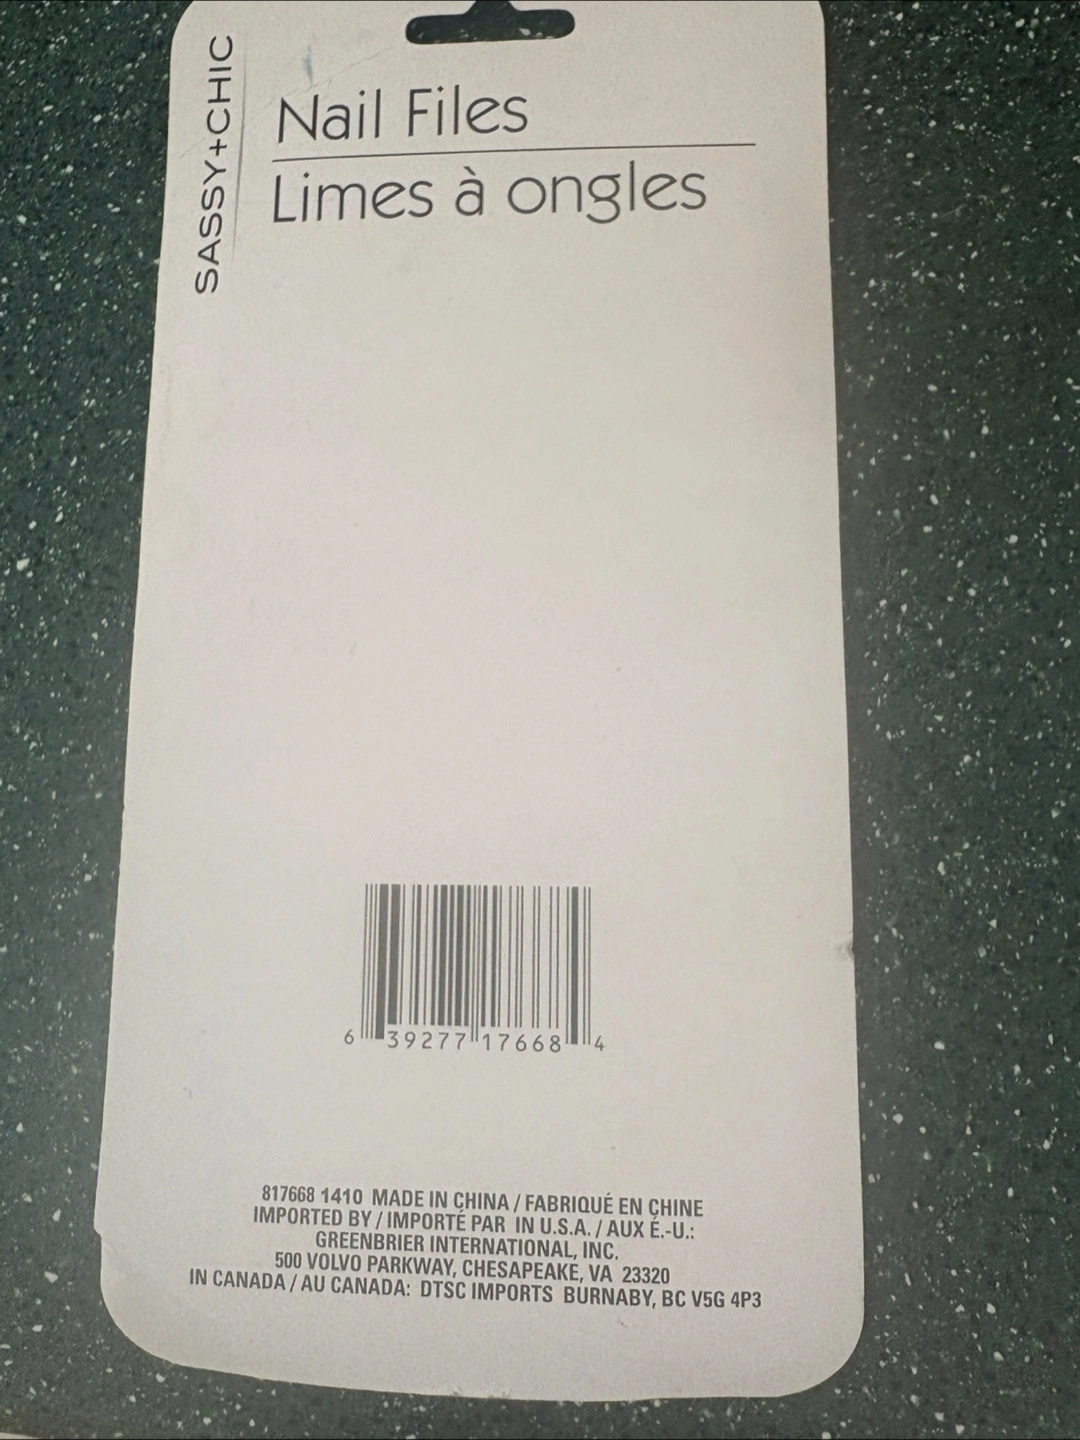 SASSY+CHIC
Nail Files
Limes à ongles
6 39277 17668 4
817668 1410 MADE IN CHINA / FABRIQUÉ EN CHINE
IMPORTED BY / IMPORTÉ PAR IN U.S.A. / AUX É.-U.:
GREENBRIER INTERNATIONAL, INC.
500 VOLVO PARKWAY, CHESAPEAKE, VA 23320
IN CANADA / AU CANADA: DTSC IMPORTS BURNABY, BC V5G 4P3